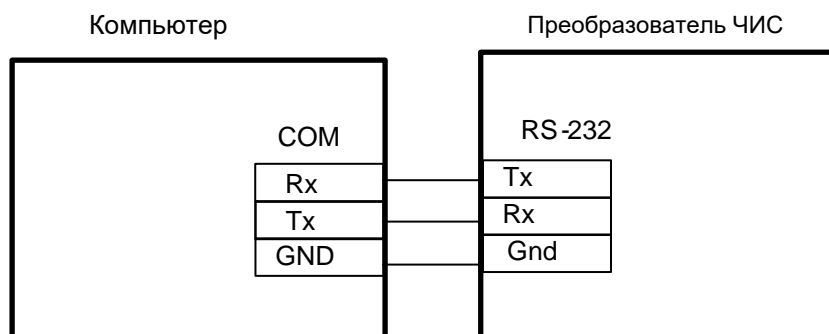 Компьютер
Преобразователь ЧИС
COM
RS-232
Rx
Tx
Tx
Rx
GND
Gnd